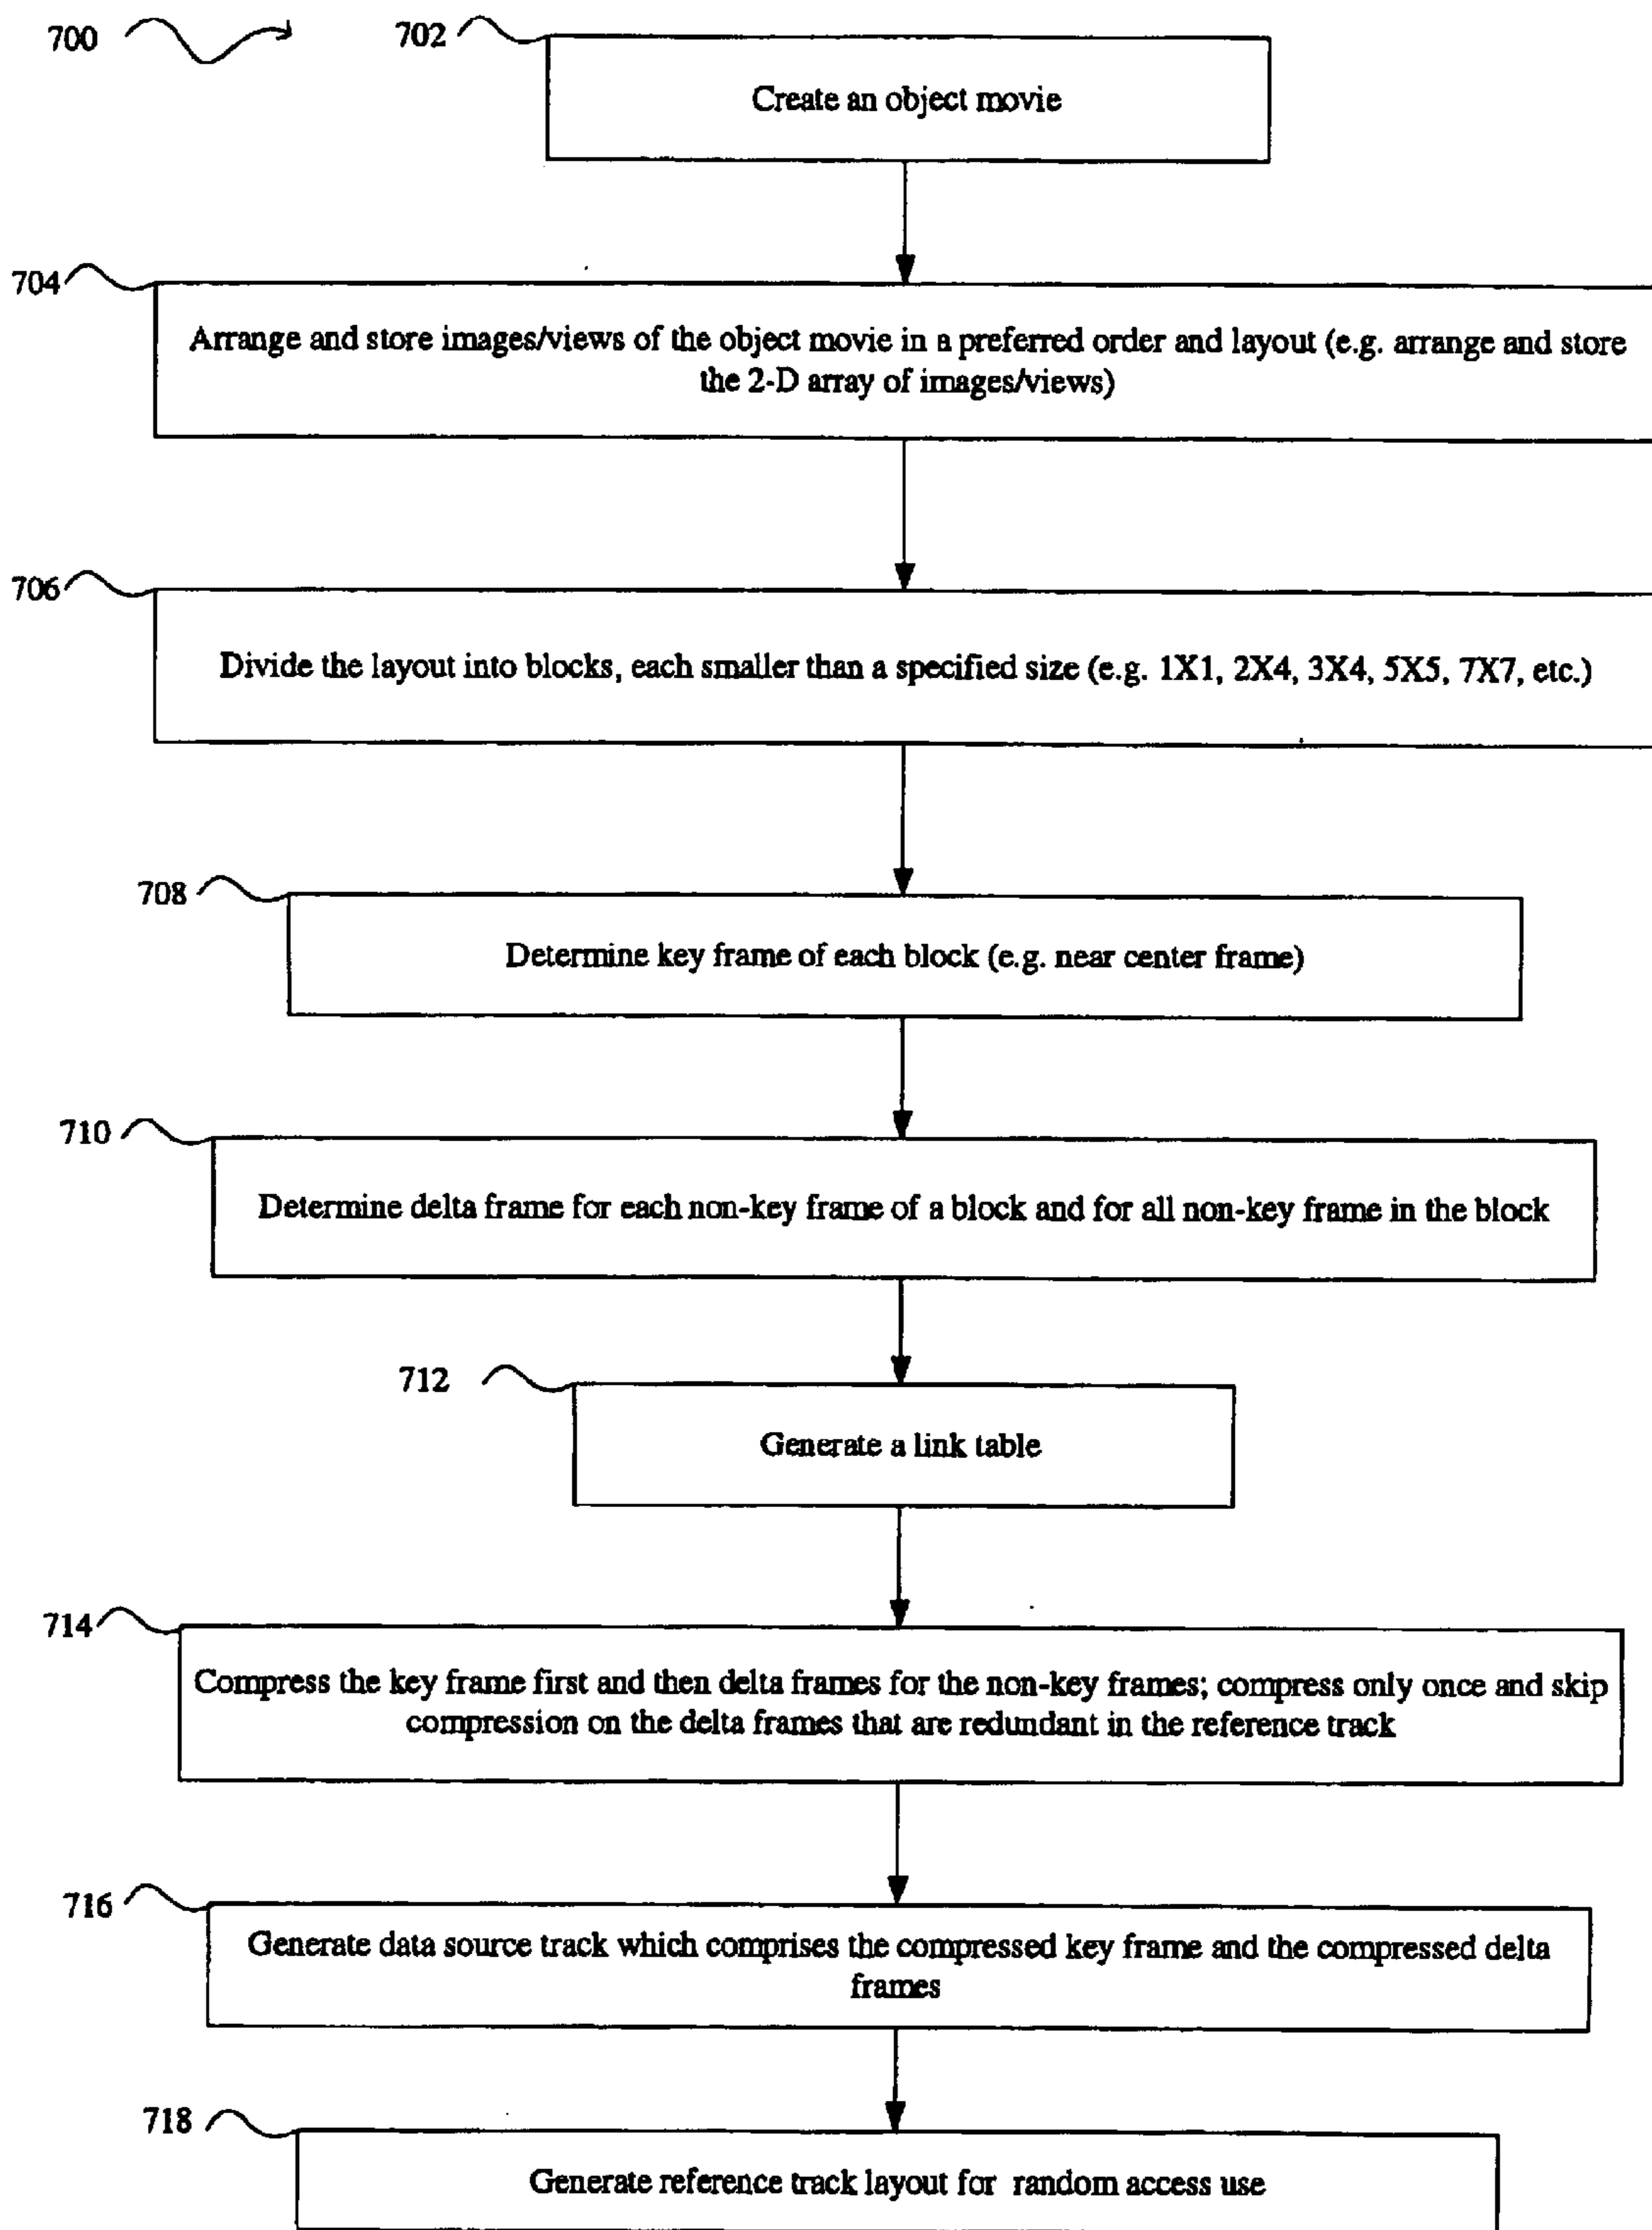 700
702
Create an object movie
704
Arrange and store images/views of the object movie in a preferred order and layout (e.g. arrange and store
the 2-D array of images/views)
706
Divide the layout into blocks, each smaller than a specified size (e.g. 1X1, 2X4, 3X4, 5X5, 7X7, etc.)
708
Determine key frame of each block (e.g. near center frame)
710
Determine delta frame for each non-key frame of a block and for all non-key frame in the block
712
Generate a link table
714
Compress the key frame first and then delta frames for the non-key frames; compress only once and skip
compression on the delta frames that are redundant in the reference track
716
Generate data source track which comprises the compressed key frame and the compressed delta
frames
718
Generate reference track layout for random access use